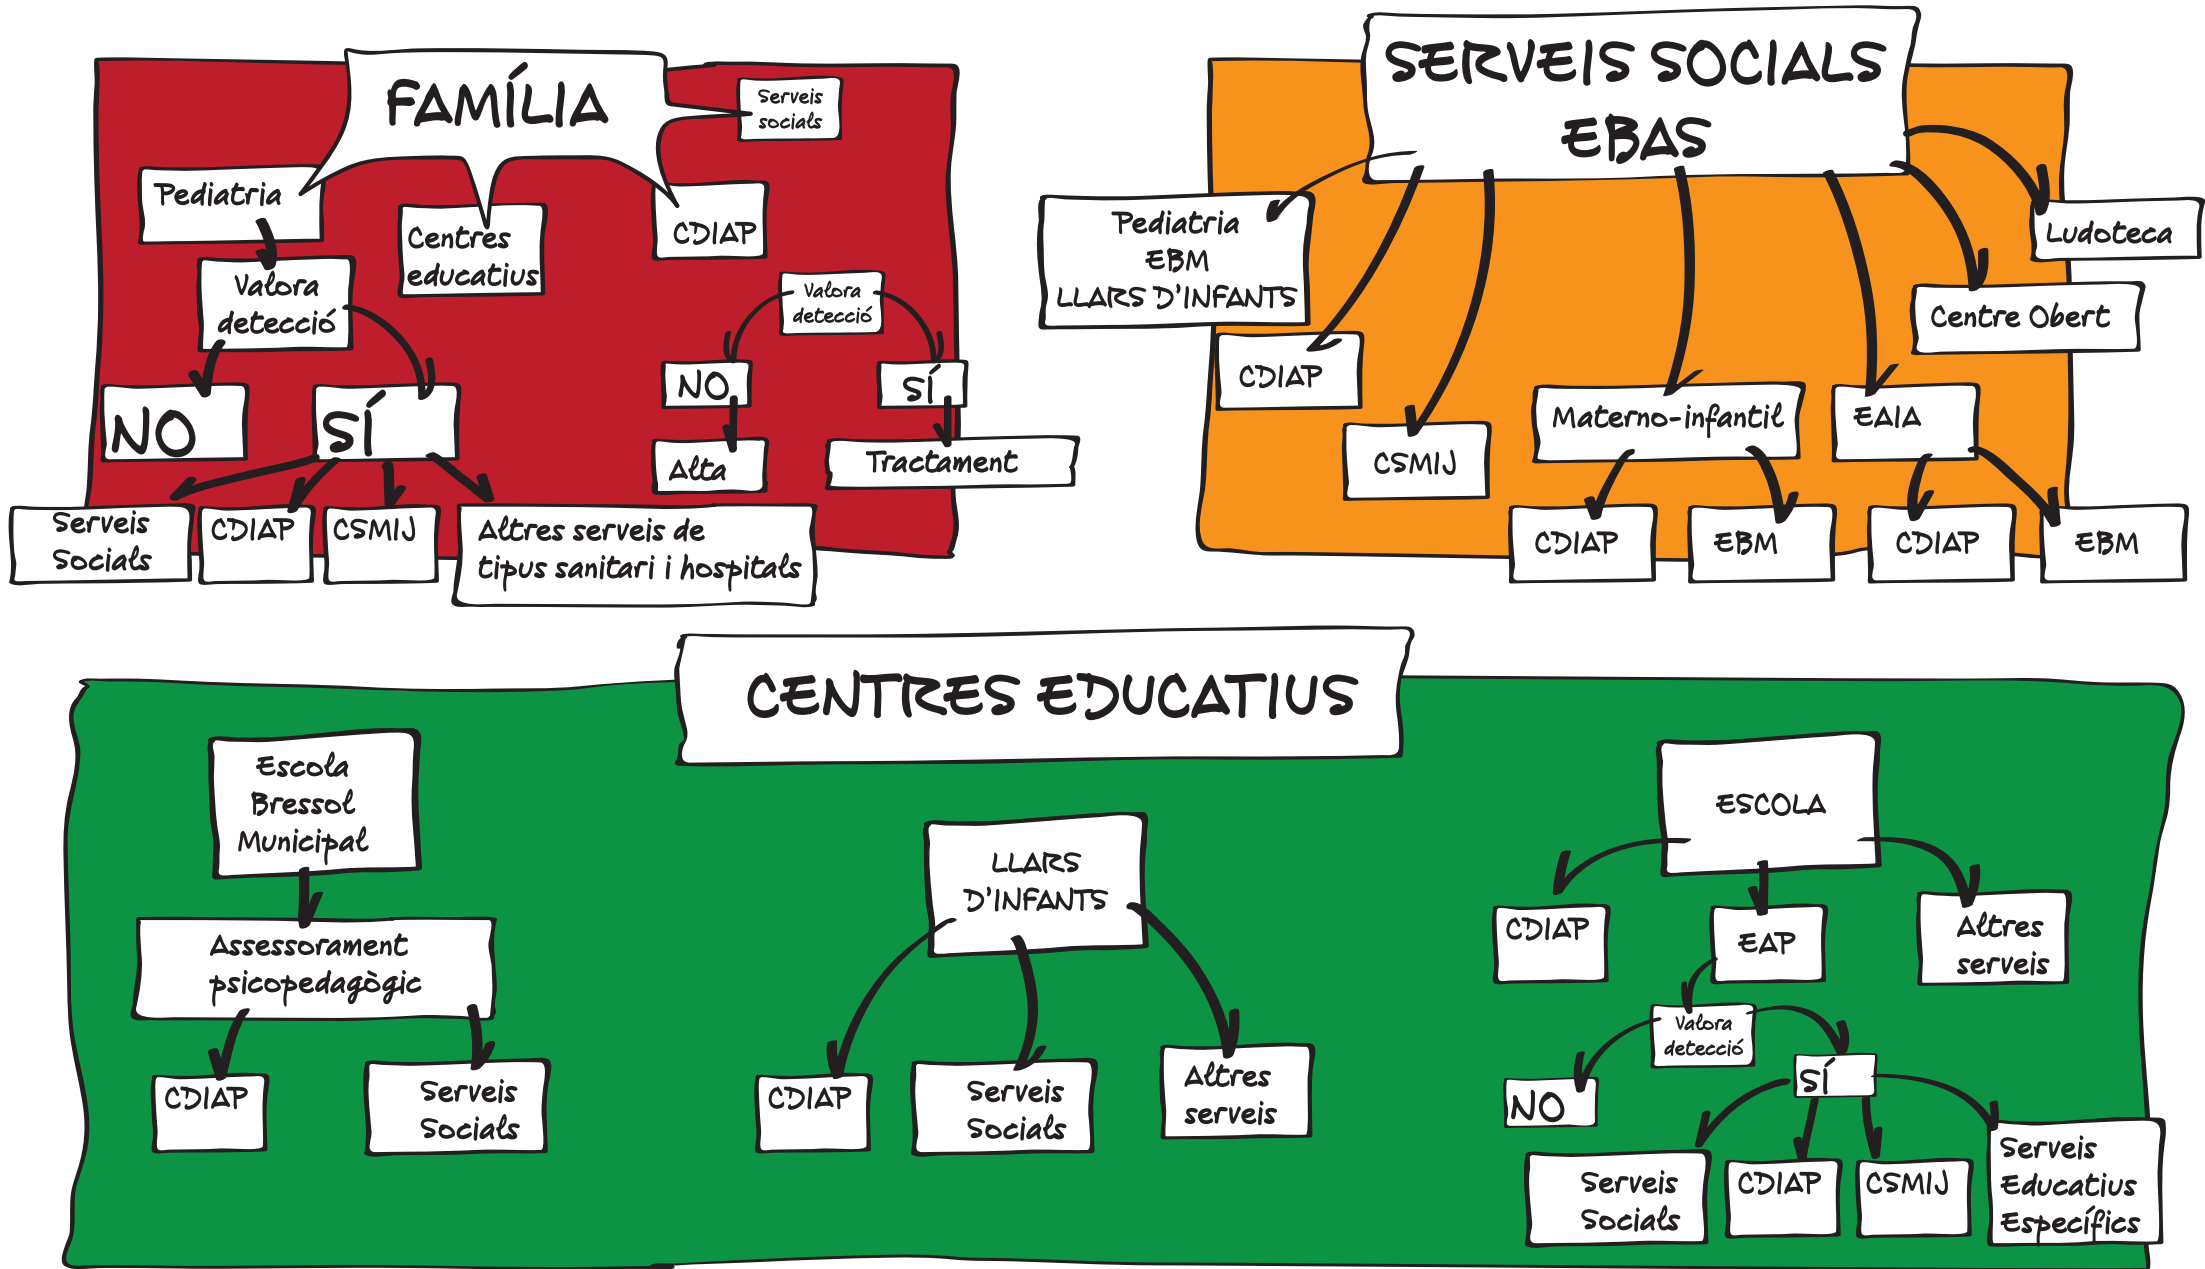 FAMÍLIA
Serveis
socials
Pediatria
Centres
educatius
CDIAP
Valora
detecció
Valora
detecció
NO
SÍ
NO
SÍ
Alta
Tractament
Serveis
Socials
CDIAP
CSMIJ
Altres serveis de
tipus sanitari i hospitals
SERVEIS SOCIALS
EBAS
Pediatria
EBM
LLARS D'INFANTS
Ludoteca
Centre Obert
CDIAP
CSMIJ
Materno-infantil
EAIA
CDIAP
EBM
CDIAP
EBM
CENTRES EDUCATIUS
Escola
Bressol
Municipal
Assessorament
psicopedagògic
CDIAP
Serveis
Socials
LLARS
D'INFANTS
CDIAP
Serveis
Socials
Altres
serveis
ESCOLA
CDIAP
EAP
Altres
serveis
Valora
detecció
NO
SÍ
Serveis
Socials
CDIAP
CSMIJ
Serveis
Educatius
Específics